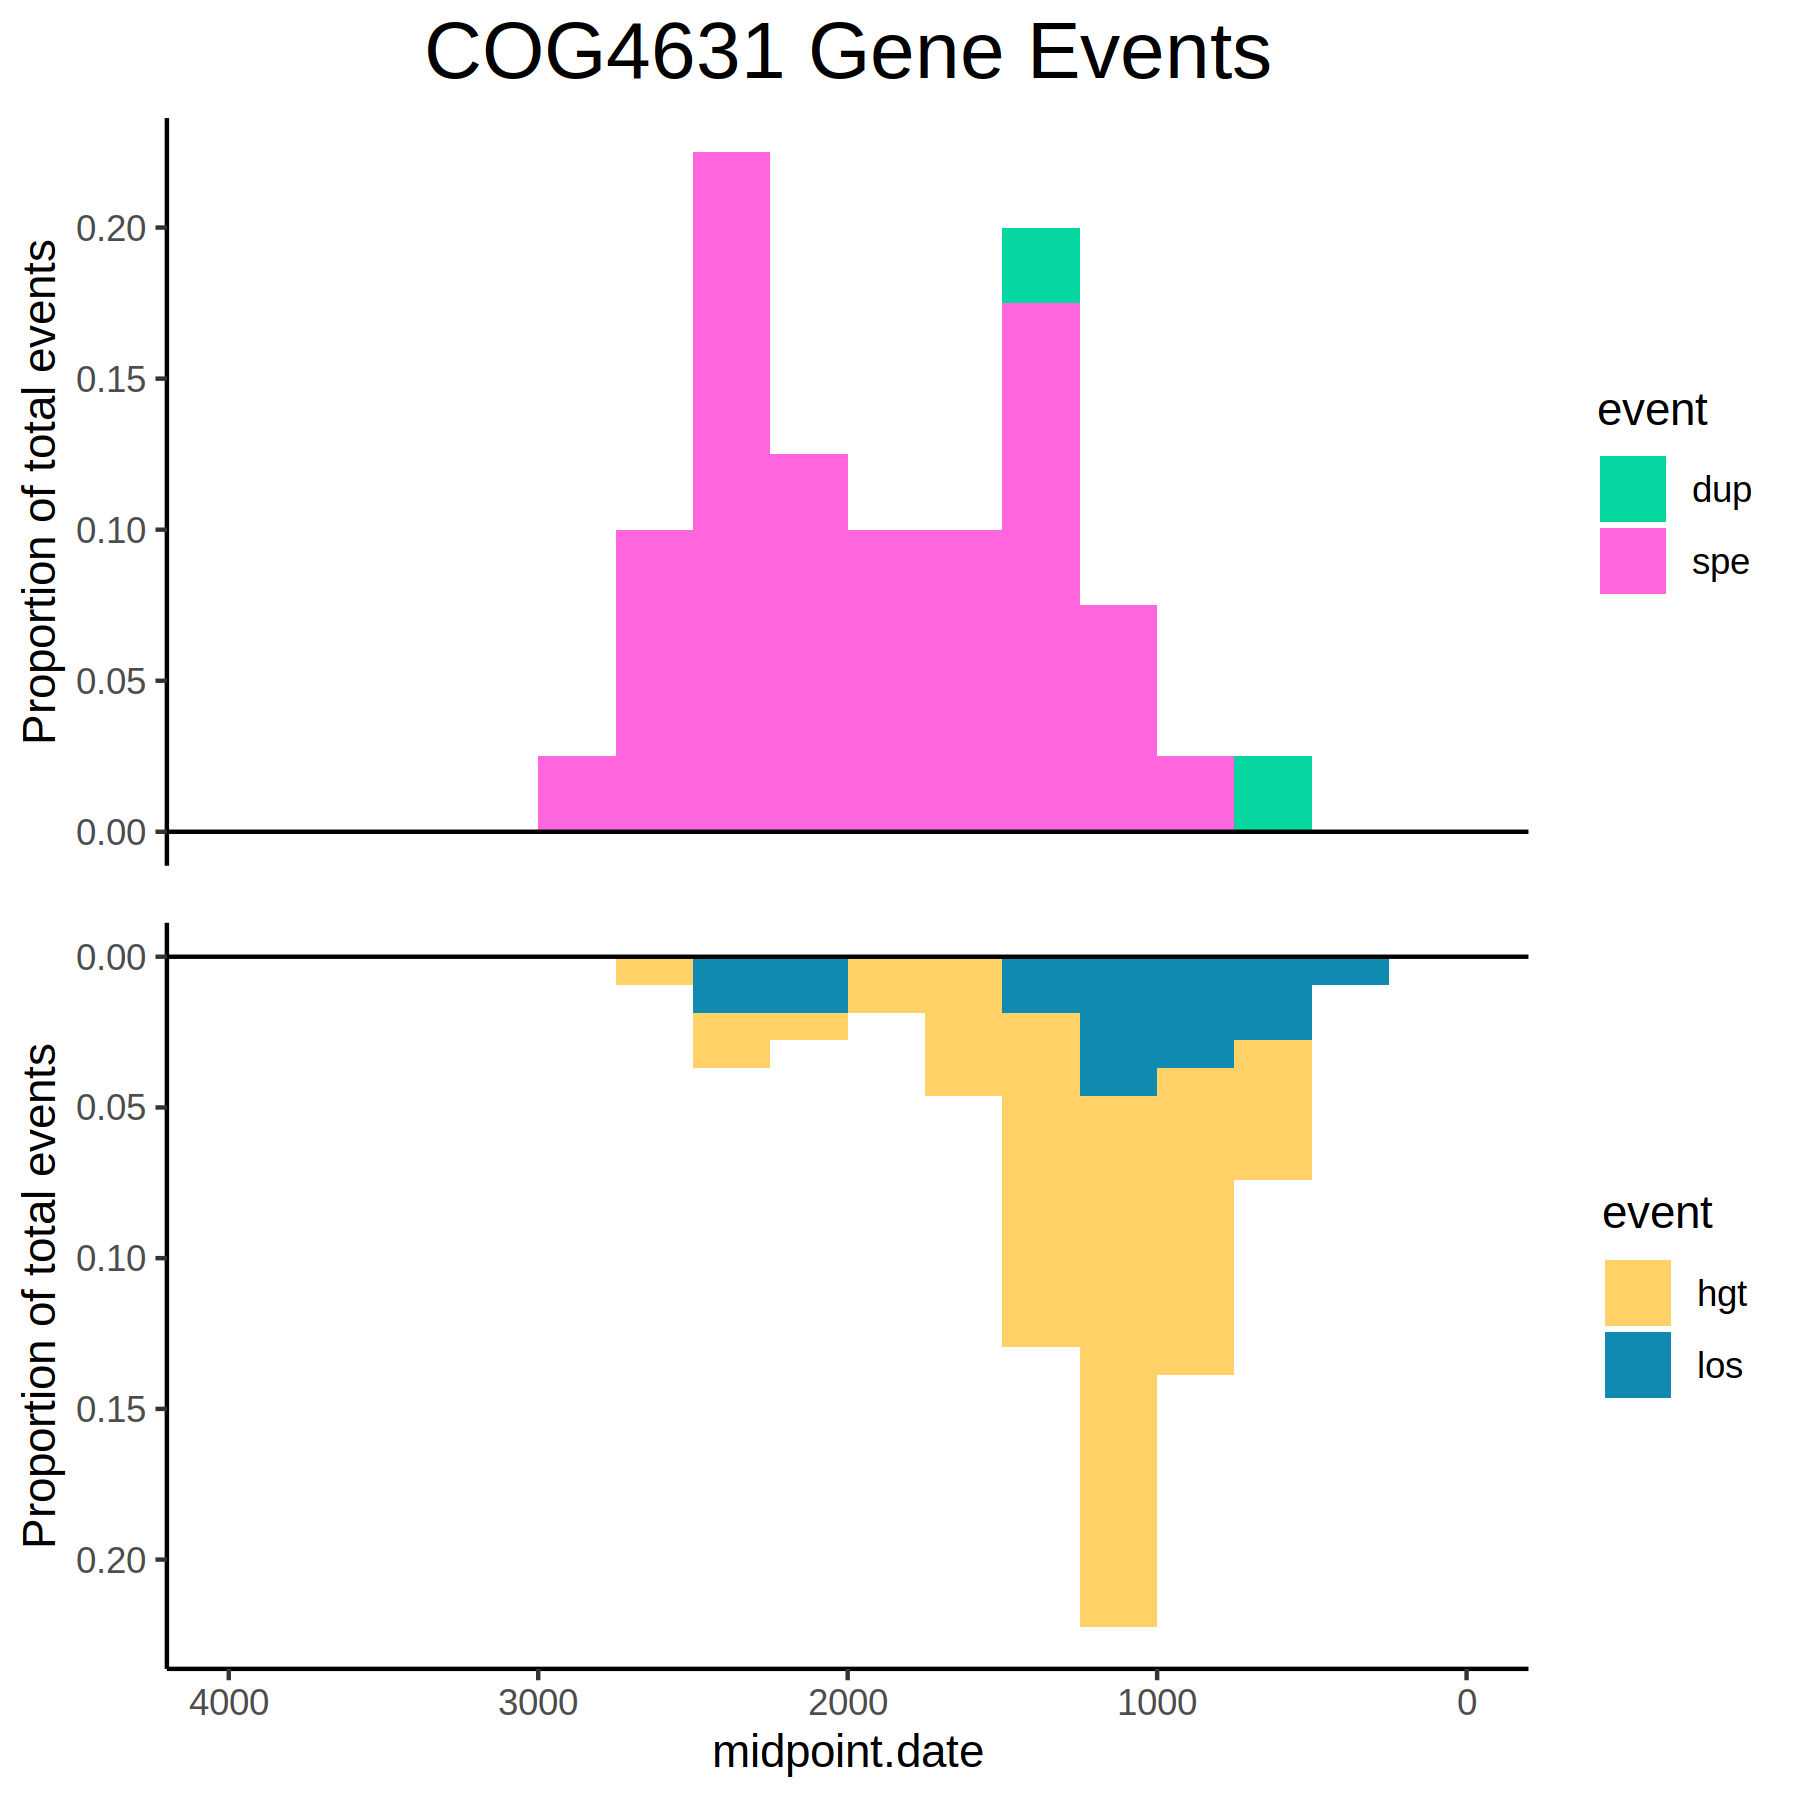 COG4631 Gene Events
Proportion of total events
0.20
0.15
0.10
0.05
0.00
event
dup
spe
Proportion of total events
0.00
0.05
0.10
0.15
0.20
event
hgt
los
4000 3000 2000 1000 0
midpoint.date